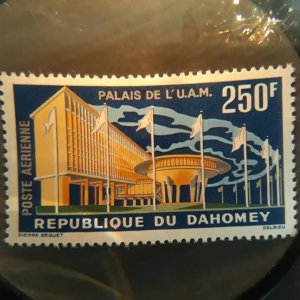 PALAIS DE L'U.A.M.
250F
POSTE AERIENNE
REPUBLIQUE DU DAHOMEY
PIERRE BEQUET
DELRIEU